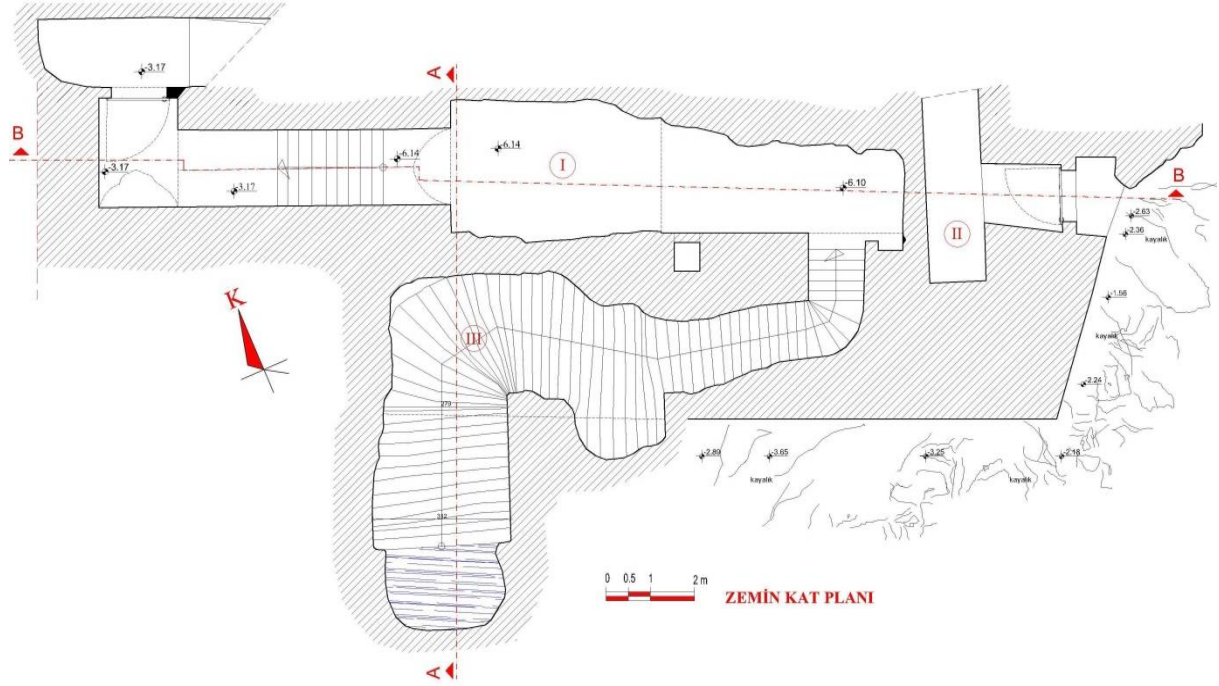 -3.17
A
B
-3.17
-3.17
-6.14
-6.14
I
-6.10
II
B
-2.63
-2.36
kayalık
K
III
-1.56
kayalık
279
-2.24
-2.89
-3.65
-3.25
-2.18
kayalık
kayalık
0 0.5 1 2 m
ZEMİN KAT PLANI
A